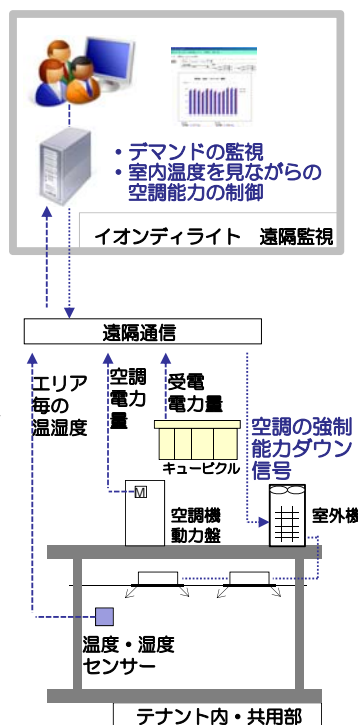 ・デマンドの監視
・室内温度を見ながらの
空調能力の制御
イオンディライト 遠隔監視
遠隔通信
エリア
毎の
温湿度
空調
電力
量
受電
電力量
キュービクル
空調の強制
能力ダウン
信号
M
空調機
動力盤
室外機
温度・湿度
センサー
テナント内・共用部